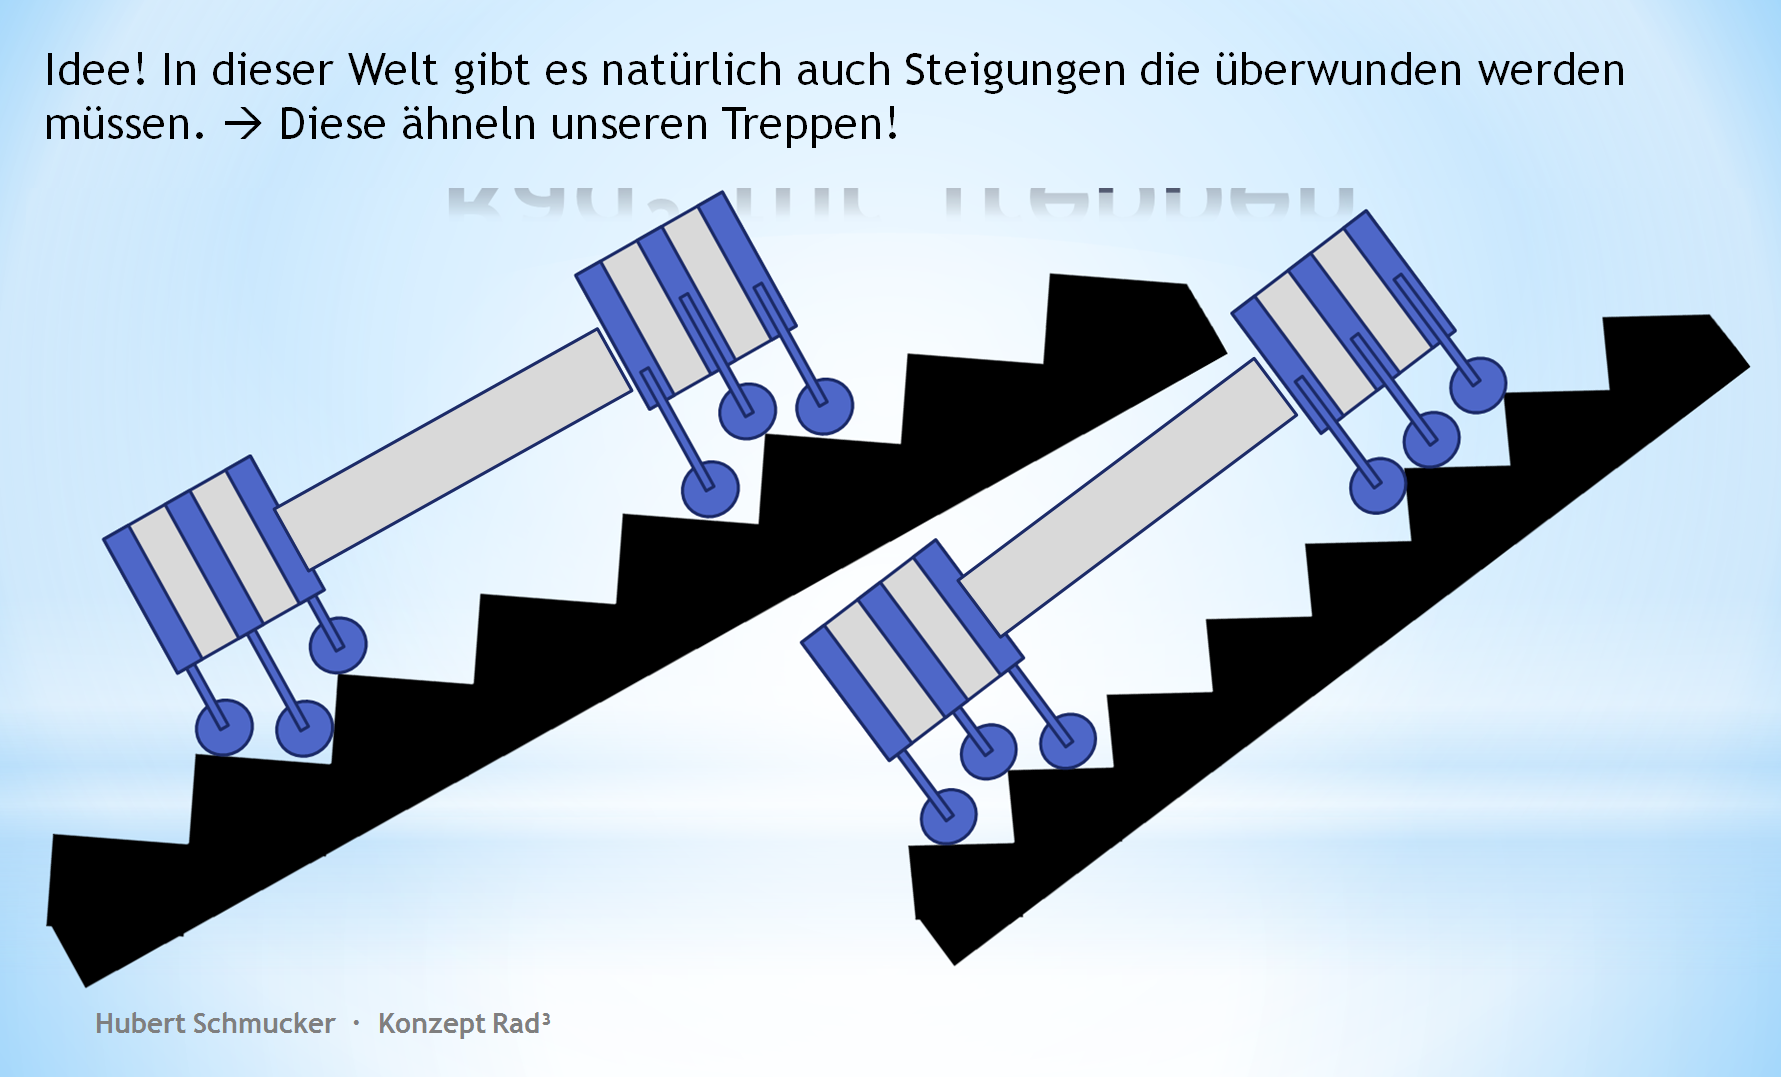 Idee! In dieser Welt gibt es natürlich auch Steigungen die überwunden werden
müssen. → Diese ähneln unseren Treppen!
Hubert Schmucker · Konzept Rad³